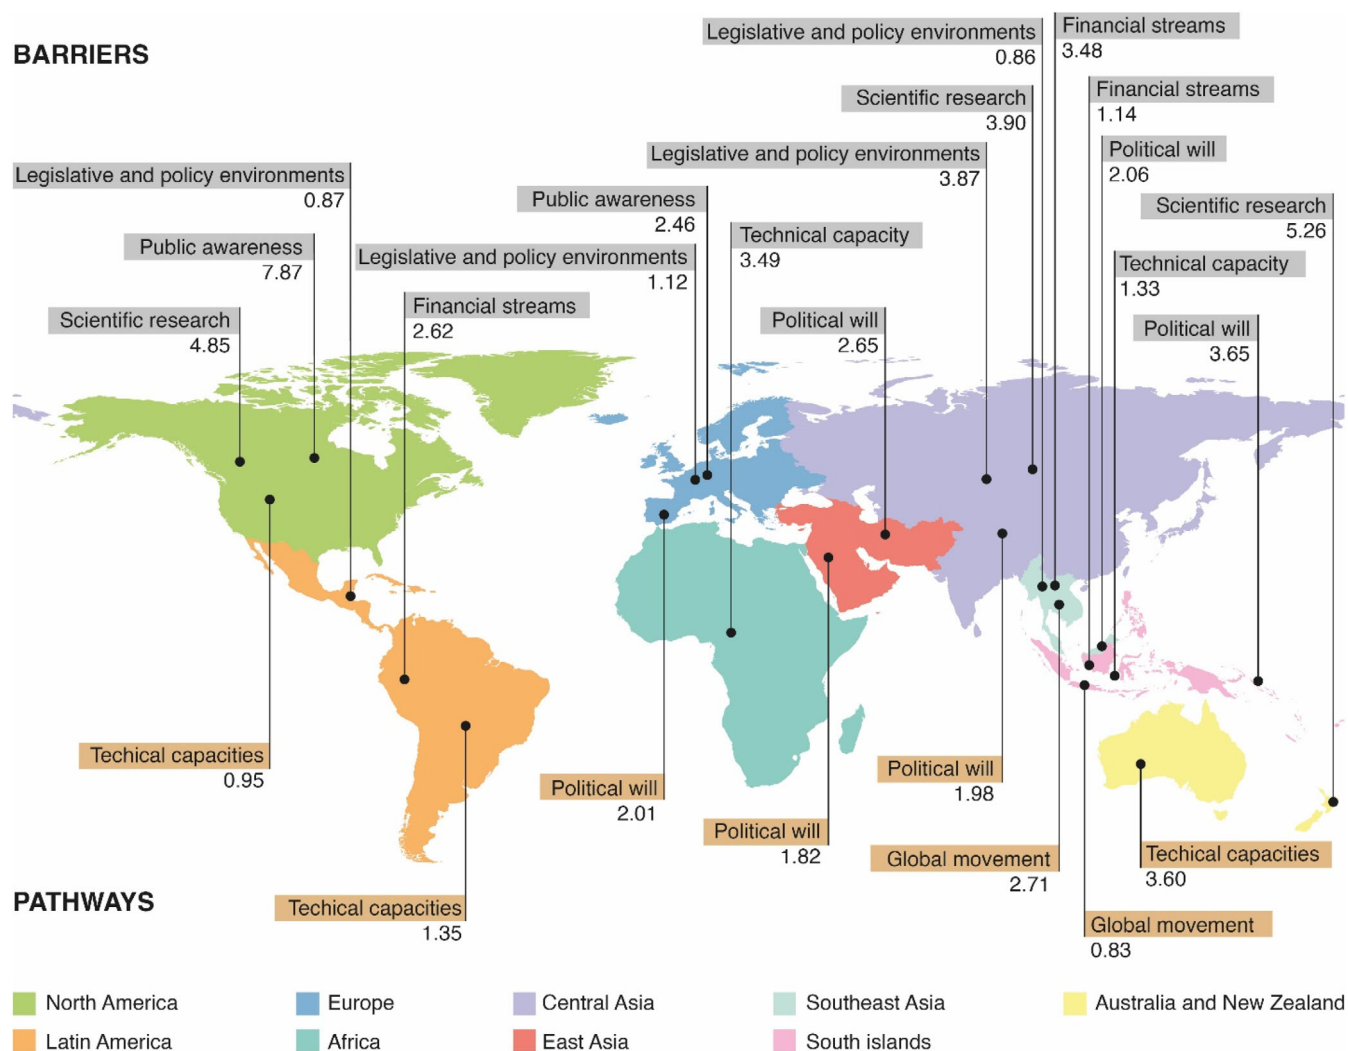 BARRIERS
Legislative and policy environments
0.86
Financial streams
3.48
Scientific research
3.90
Financial streams
1.14
Legislative and policy environments
3.87
Political will
2.06
Legislative and policy environments
0.87
Public awareness
2.46
Scientific research
5.26
Public awareness
7.87
Technical capacity
3.49
Legislative and policy environments
1.12
Technical capacity
1.33
Financial streams
2.62
Scientific research
4.85
Political will
2.65
Political will
3.65
Techical capacities
0.95
Political will
2.01
Political will
1.98
Political will
1.82
Global movement
2.71
Techical capacities
3.60
PATHWAYS
Techical capacities
1.35
Global movement
0.83
North America
Europe
Central Asia
Southeast Asia
Australia and New Zealand
Latin America
Africa
East Asia
South islands